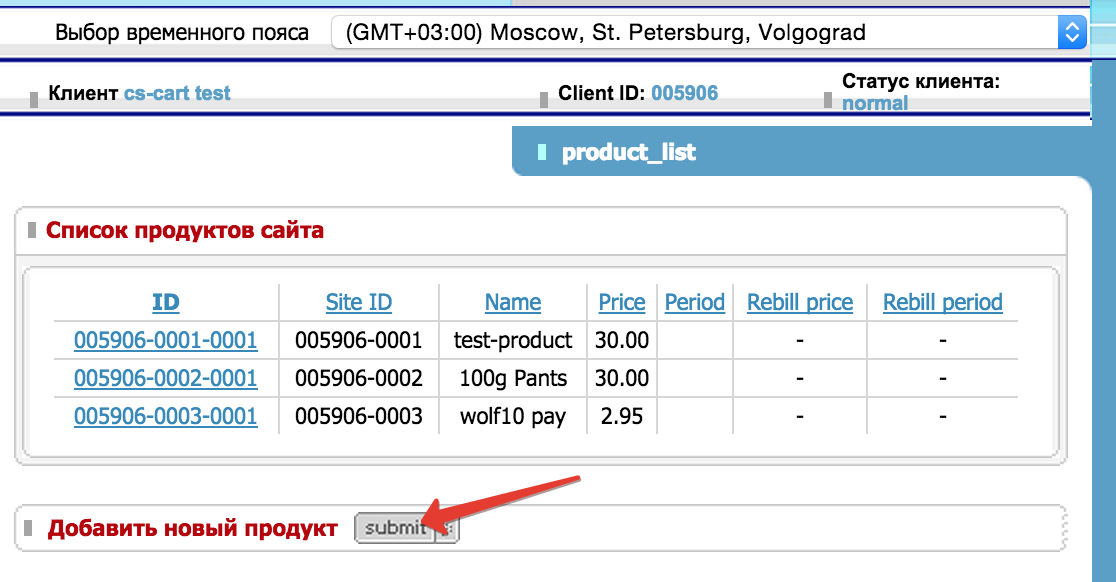 Выбор временного пояса (GMT+03:00) Moscow, St. Petersburg, Volgograd
Клиент cs-cart test Client ID: 005906 Статус клиента: normal
product_list
Список продуктов сайта
ID Site ID Name Price Period Rebill price Rebill period
005906-0001-0001 005906-0001 test-product 30.00 - -
005906-0002-0001 005906-0002 100g Pants 30.00 - -
005906-0003-0001 005906-0003 wolf10 pay 2.95 - -
Добавить новый продукт submit